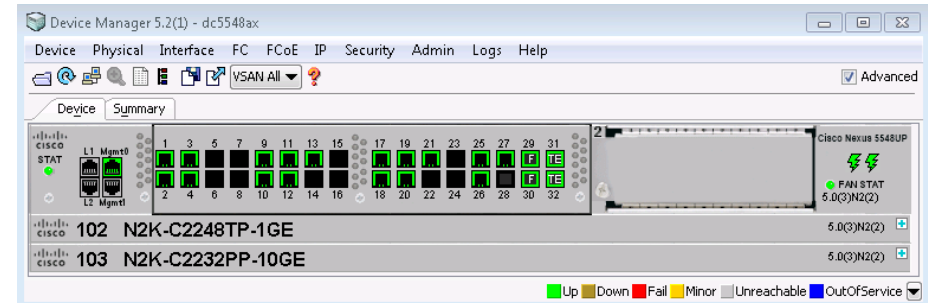 Device Manager 5.2(1) - dc5548ax
Device Physical Interface FC FCoE IP Security Admin Logs Help
VSAN All Advanced
Device Summary
CISCO
STAT
L1 Mgmt0
L2 Mgmt1
1 3 5 7 9 11 13 15 17 19 21 23 25 27 29 31
F TE
F TE
2 4 6 8 10 12 14 16 18 20 22 24 26 28 30 32
2
Cisco Nexus 5548UP
FAN STAT
5.0(3)N2(2)
CISCO 102 N2K-C2248TP-1GE 5.0(3)N2(2)
CISCO 103 N2K-C2232PP-10GE 5.0(3)N2(2)
Up Down Fail Minor Unreachable OutOfService